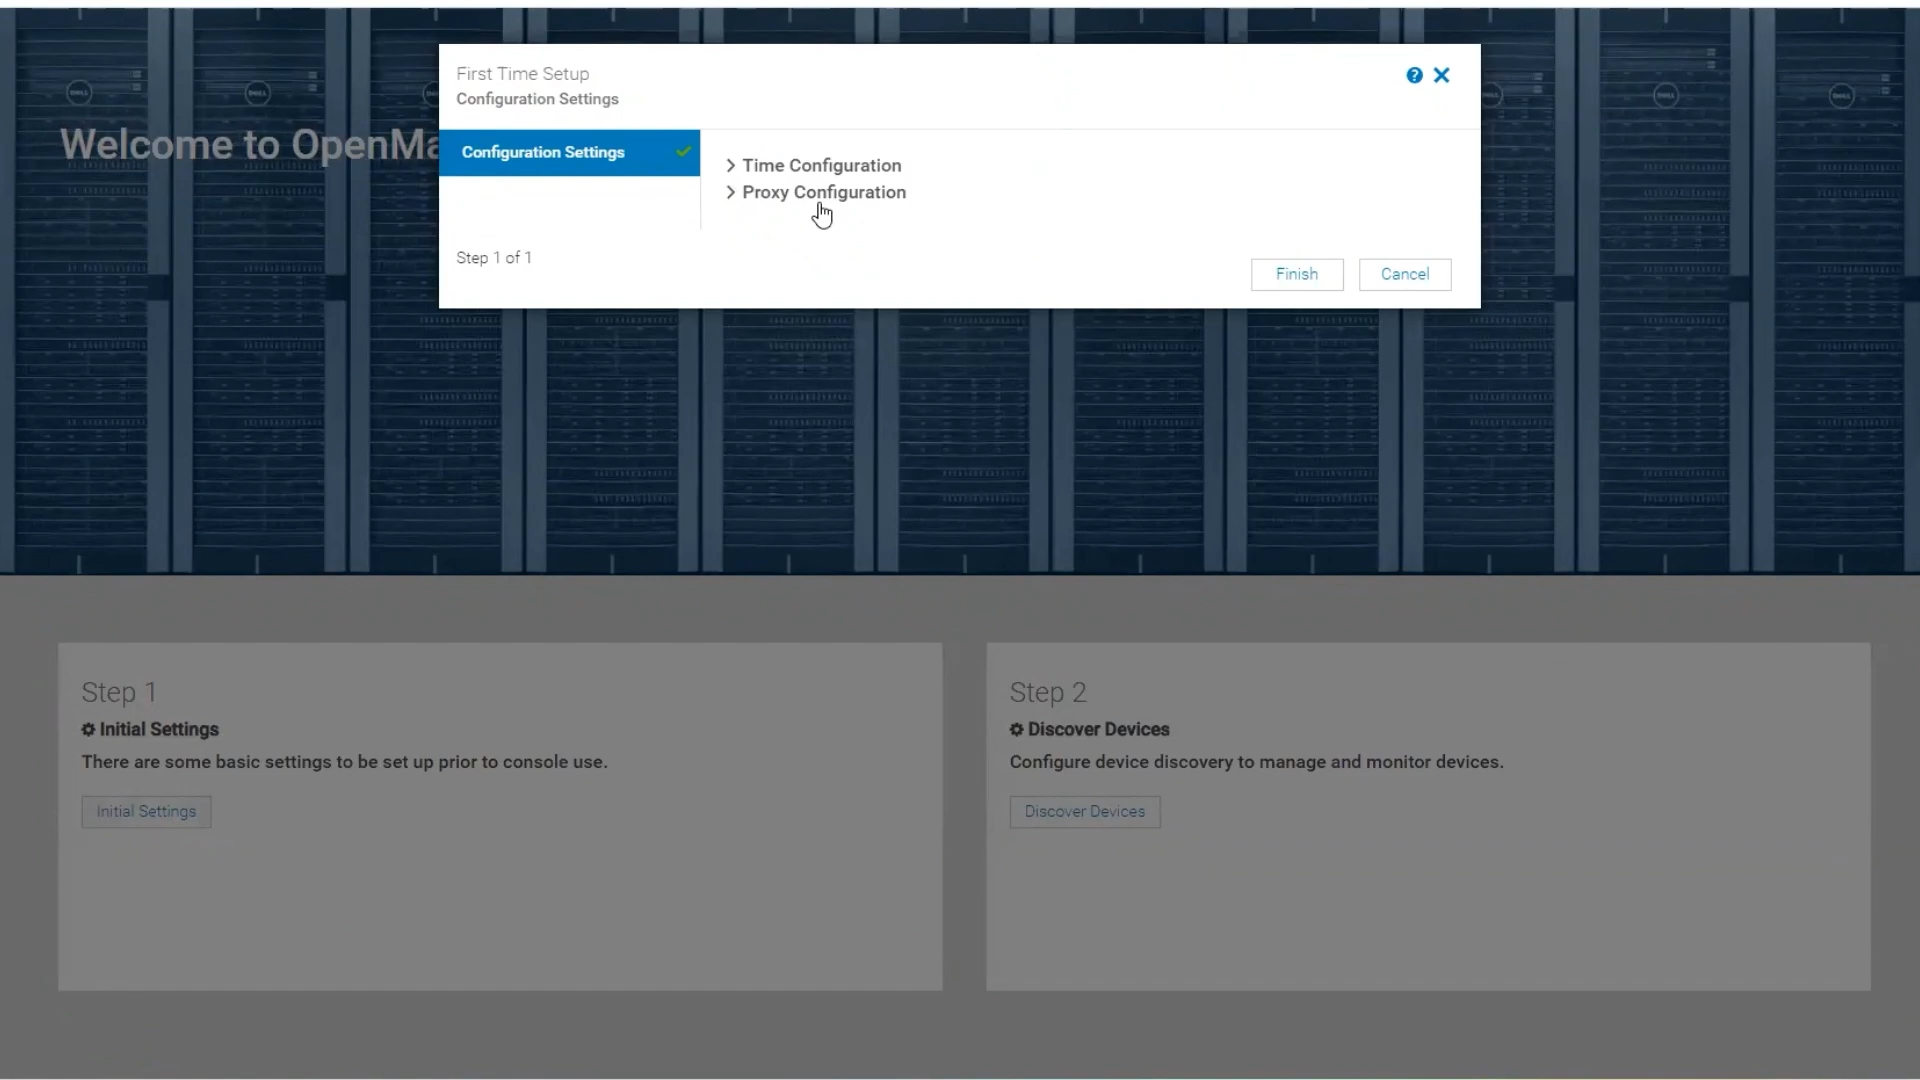 First Time Setup
Configuration Settings
Welcome to OpenMa
Configuration Settings
Time Configuration
Proxy Configuration
Step 1 of 1
Finish
Cancel
Step 1
Initial Settings
There are some basic settings to be set up prior to console use.
Initial Settings
Step 2
Discover Devices
Configure device discovery to manage and monitor devices.
Discover Devices